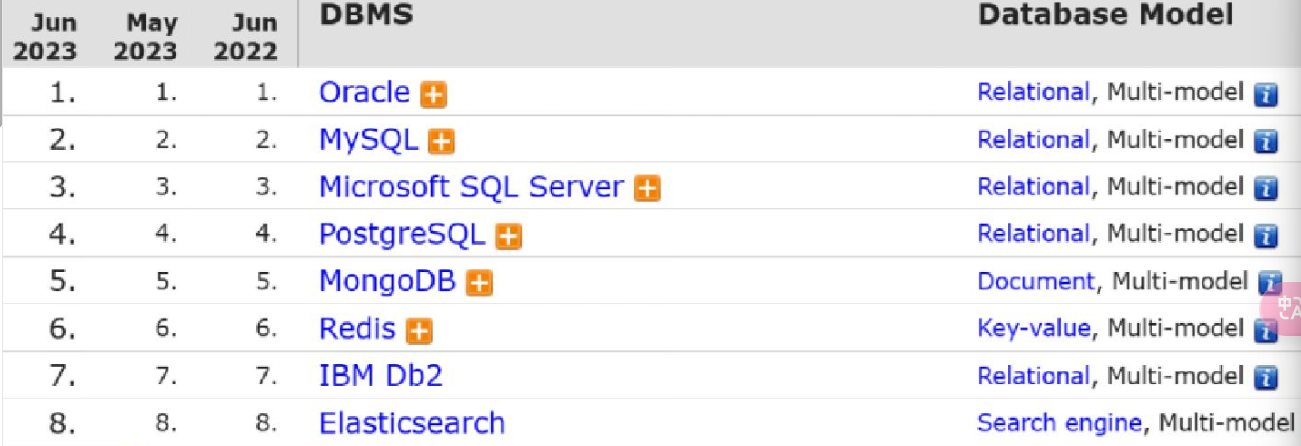 Jun 2023 May 2023 Jun 2022 DBMS Database Model
1. 1. 1. Oracle Relational, Multi-model
2. 2. 2. MySQL Relational, Multi-model
3. 3. 3. Microsoft SQL Server Relational, Multi-model
4. 4. 4. PostgreSQL Relational, Multi-model
5. 5. 5. MongoDB Document, Multi-model
6. 6. 6. Redis Key-value, Multi-model
7. 7. 7. IBM Db2 Relational, Multi-model
8. 8. 8. Elasticsearch Search engine, Multi-model